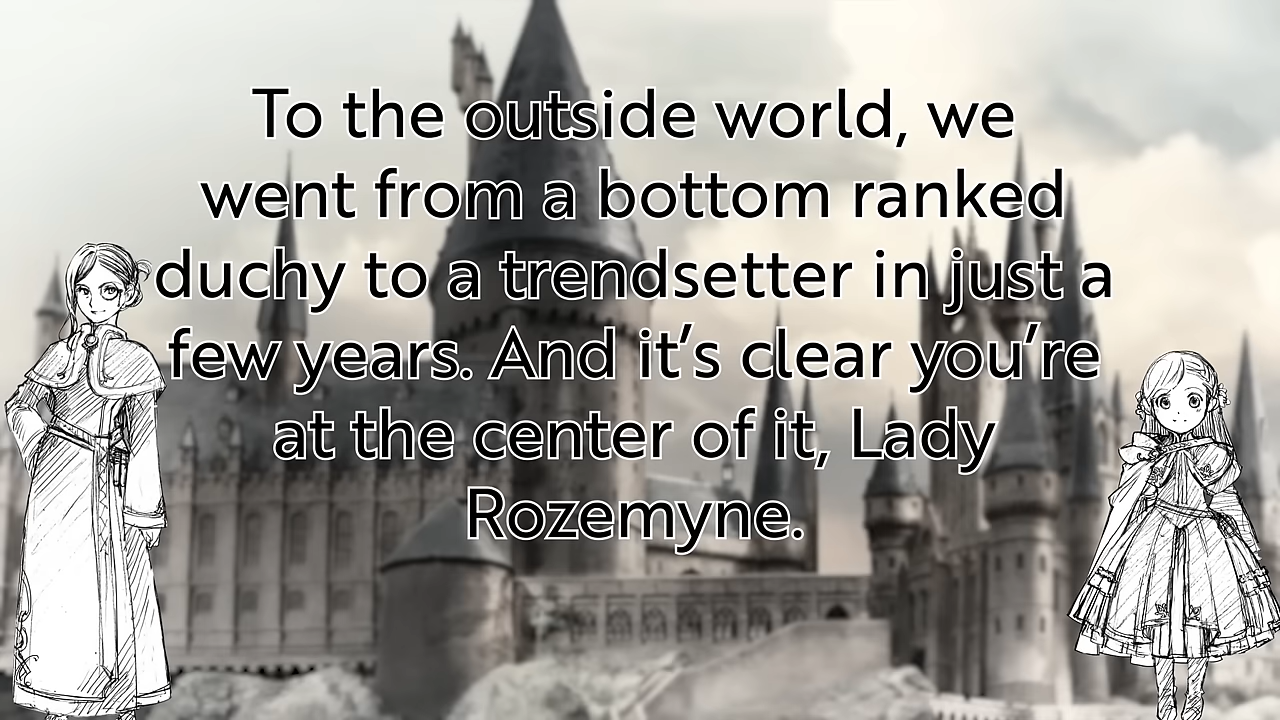 To the outside world, we
went from a bottom ranked
duchy to a trendsetter in just a
few years. And it’s clear you’re
at the center of it, Lady
Rozemyne.